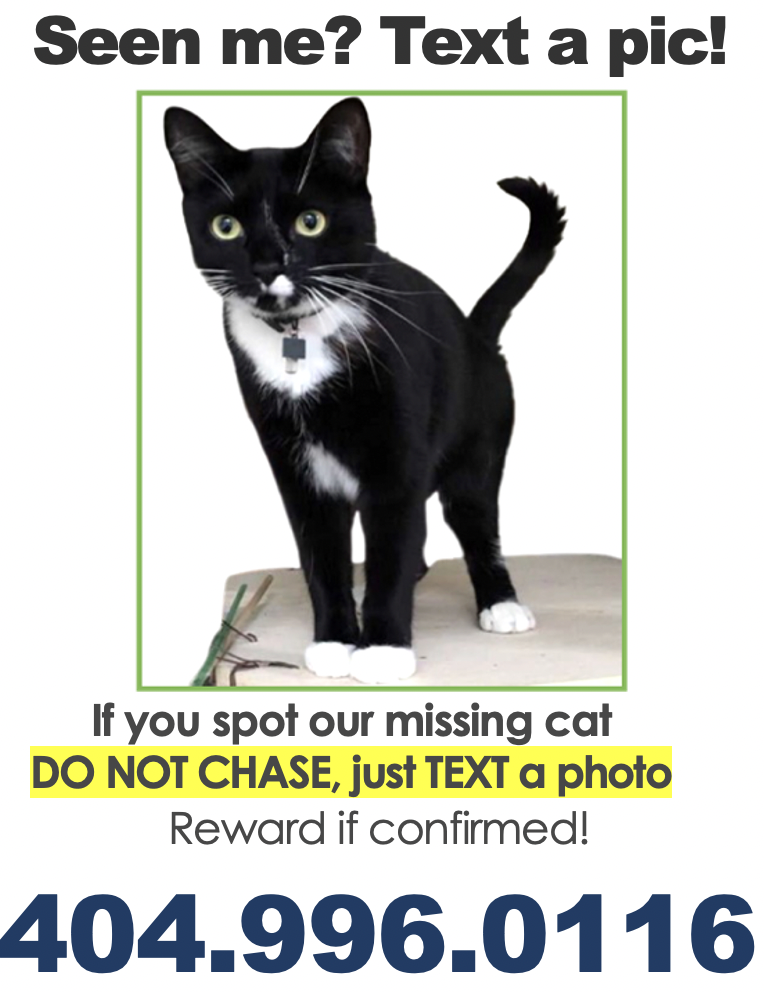 Seen me? Text a pic!
If you spot our missing cat
DO NOT CHASE, just TEXT a photo
Reward if confirmed!
404.996.0116